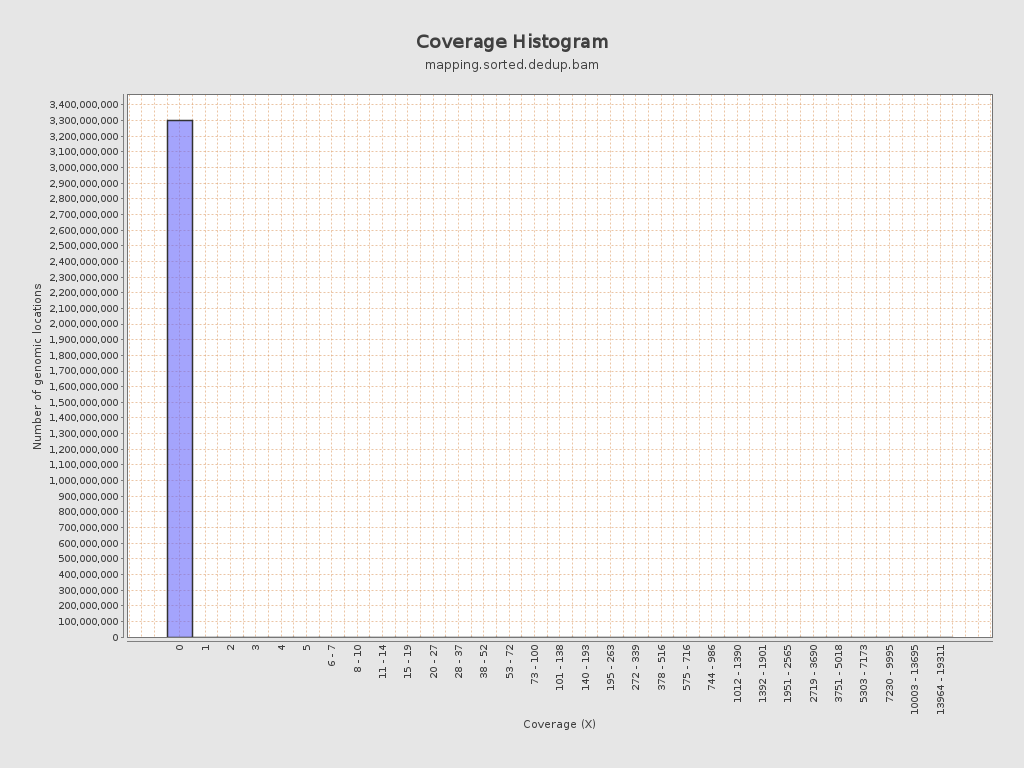 Coverage Histogram
mapping.sorted.dedup.bam
Number of genomic locations
3,400,000,000
3,300,000,000
3,200,000,000
3,100,000,000
3,000,000,000
2,900,000,000
2,800,000,000
2,700,000,000
2,600,000,000
2,500,000,000
2,400,000,000
2,300,000,000
2,200,000,000
2,100,000,000
2,000,000,000
1,900,000,000
1,800,000,000
1,700,000,000
1,600,000,000
1,500,000,000
1,400,000,000
1,300,000,000
1,200,000,000
1,100,000,000
1,000,000,000
900,000,000
800,000,000
700,000,000
600,000,000
500,000,000
400,000,000
300,000,000
200,000,000
100,000,000
0
0
1
2
3
4
5
6 - 7
8 - 10
11 - 14
15 - 19
20 - 27
28 - 37
38 - 52
53 - 72
73 - 100
101 - 138
140 - 193
195 - 263
272 - 339
378 - 516
575 - 716
744 - 986
1012 - 1390
1392 - 1901
1951 - 2565
2719 - 3690
3751 - 5018
5303 - 7173
7230 - 9995
10003 - 13695
13964 - 19311
Coverage (X)